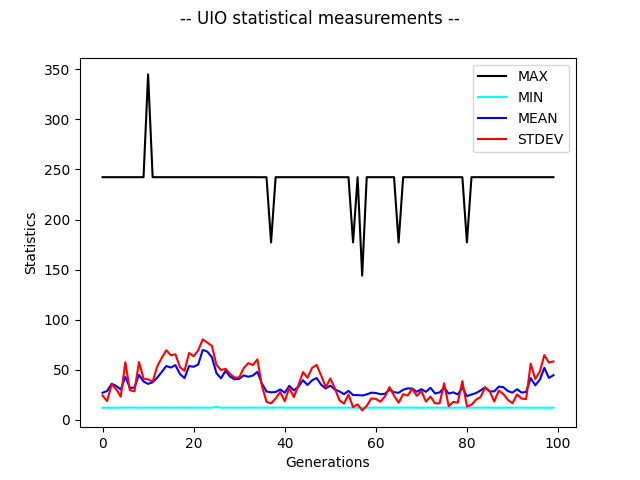 -- UIO statistical measurements --
350
300
250
200
150
100
50
0
Statistics
MAX
MIN
MEAN
STDEV
0 20 40 60 80 100
Generations